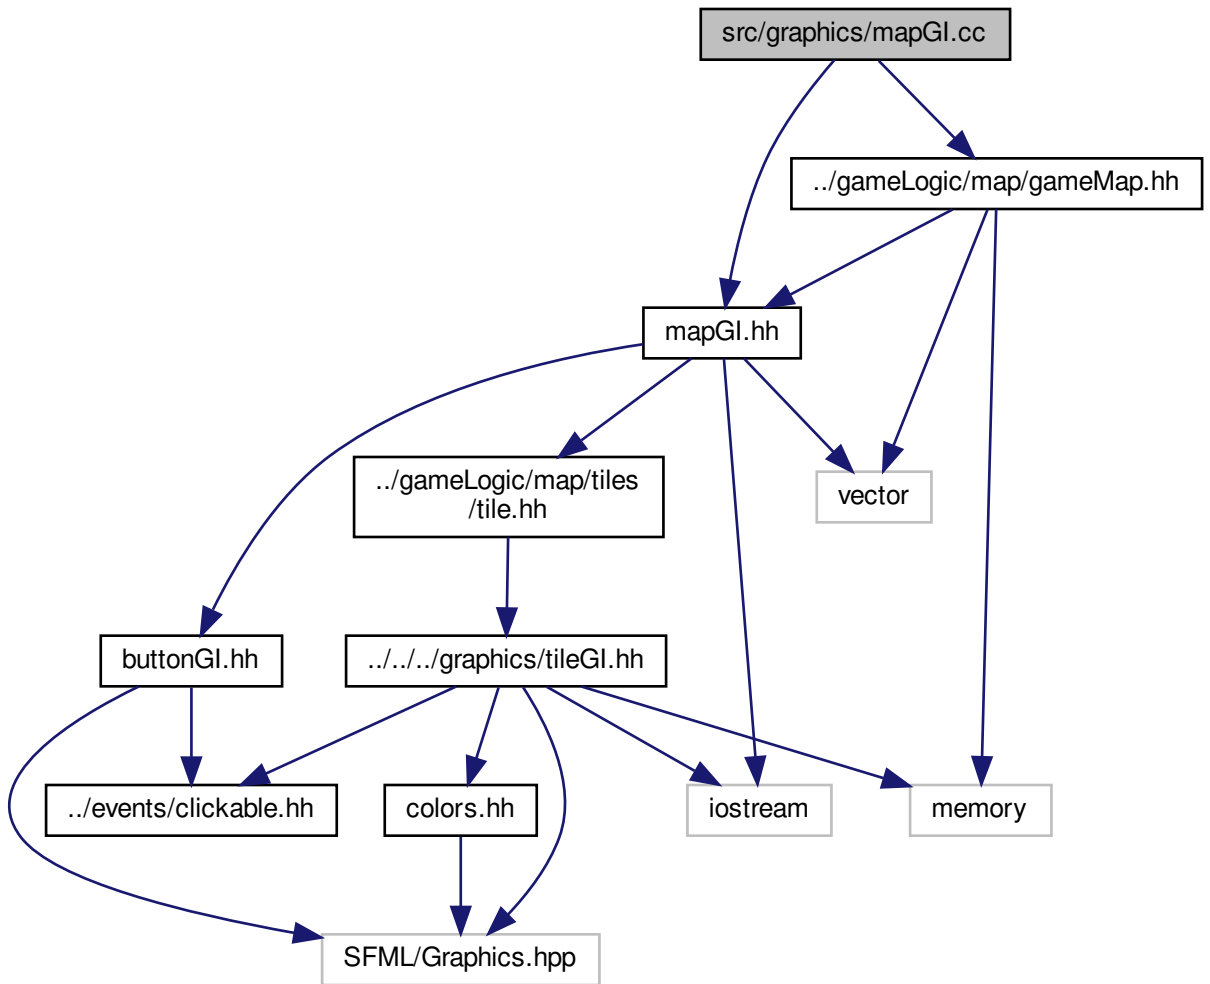 src/graphics/mapGI.cc
../gameLogic/map/gameMap.hh
mapGI.hh
../gameLogic/map/tiles
/tile.hh
vector
buttonGI.hh
../../../graphics/tileGI.hh
../events/clickable.hh
colors.hh
iostream
memory
SFML/Graphics.hpp